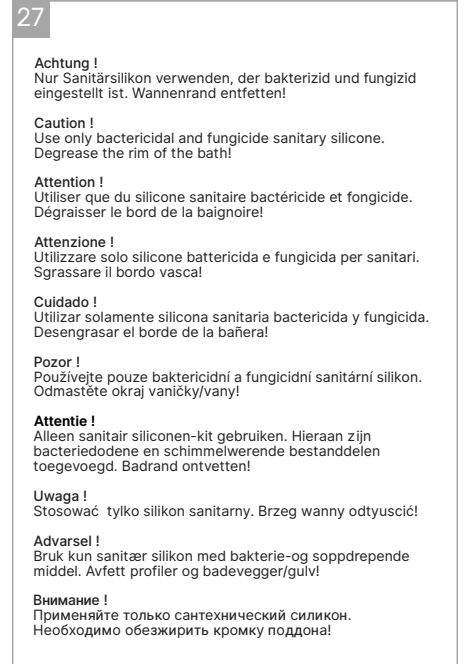 27
Achtung !
Nur Sanitärsilikon verwenden, der bakterizid und fungizid
eingestellt ist. Wannenrand entfetten!
Caution !
Use only bactericidal and fungicide sanitary silicone.
Degrease the rim of the bath!
Attention !
Utiliser que du silicone sanitaire bactéricide et fongicide.
Dégraisser le bord de la baignoire!
Attenzione !
Utilizzare solo silicone battericida e fungicida per sanitari.
Sgrassare il bordo vasca!
Cuidado !
Utilizar solamente silicona sanitaria bactericida y fungicida.
Desengrasar el borde de la bañera!
Pozor !
Používejte pouze baktericidní a fungicidní sanitární silikon.
Odmastěte okraj vaničky/vany!
Attentie !
Alleen sanitair siliconen-kit gebruiken. Hieraan zijn
bacteriedodene en schimmelwerende bestanddelen
toegevoegd. Badrand ontvetten!
Uwaga !
Stosować tylko silikon sanitarny. Brzeg wanny odtyuscić!
Advarsel !
Bruk kun sanitær silikon med bakterie-og soppdrepende
middel. Avfett profiler og badevegger/gulv!
Внимание !
Применяйте только сантехнический силикон.
Необходимо обезжирить кромку поддона!